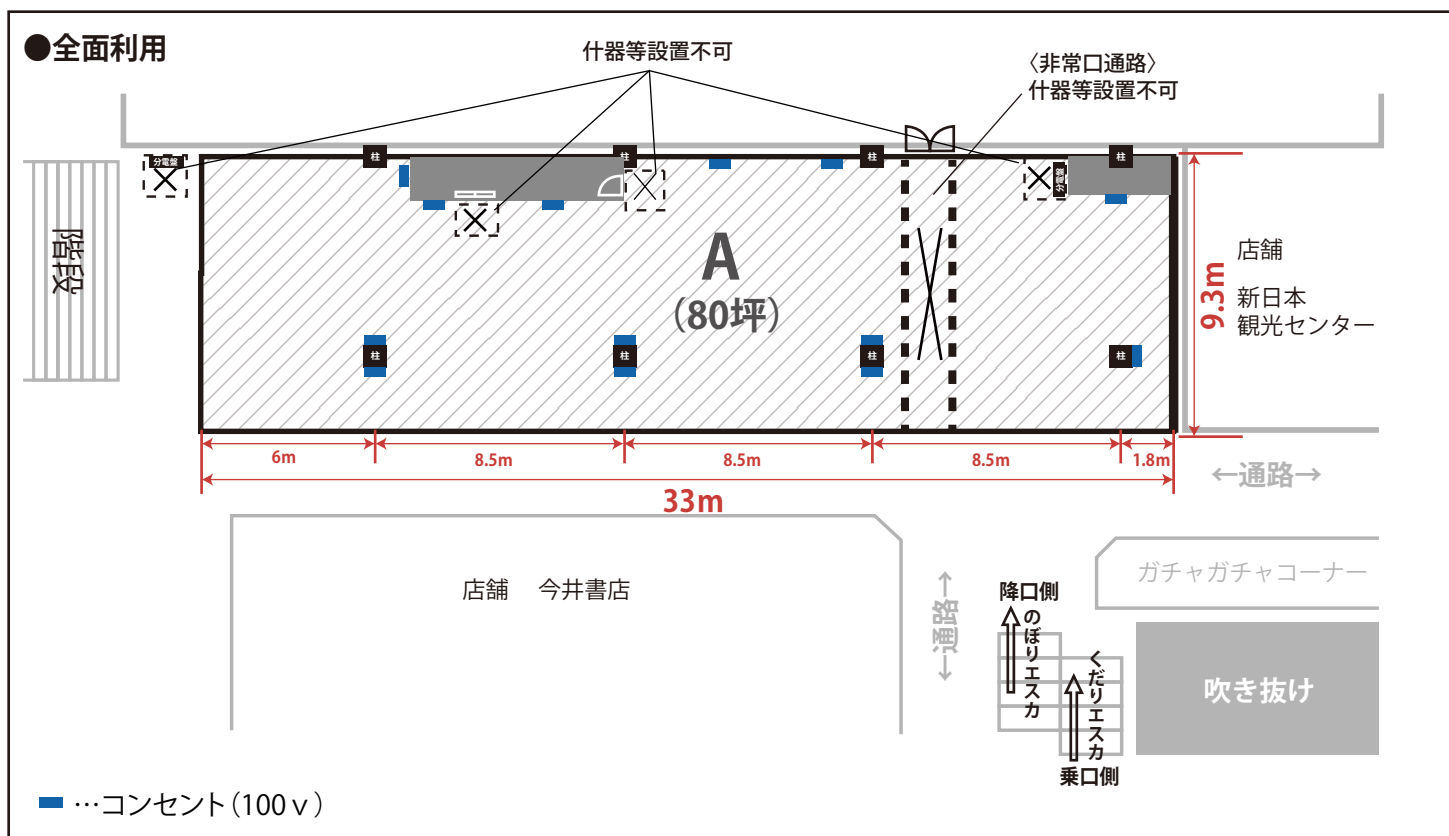 ●全面利用
什器等設置不可
〈非常口通路〉
什器等設置不可
分電盤
柱
柱
柱
柱
分電盤
階段
A
(80坪)
9.3m
店舗
新日本
観光センター
柱
柱
柱
柱
6m
8.5m
8.5m
8.5m
1.8m
33m
←通路→
店舗 今井書店
←通路→
ガチャガチャコーナー
降口側
のぼりエスカ
くだりエスカ
乗口側
吹き抜け
…コンセント(100v)